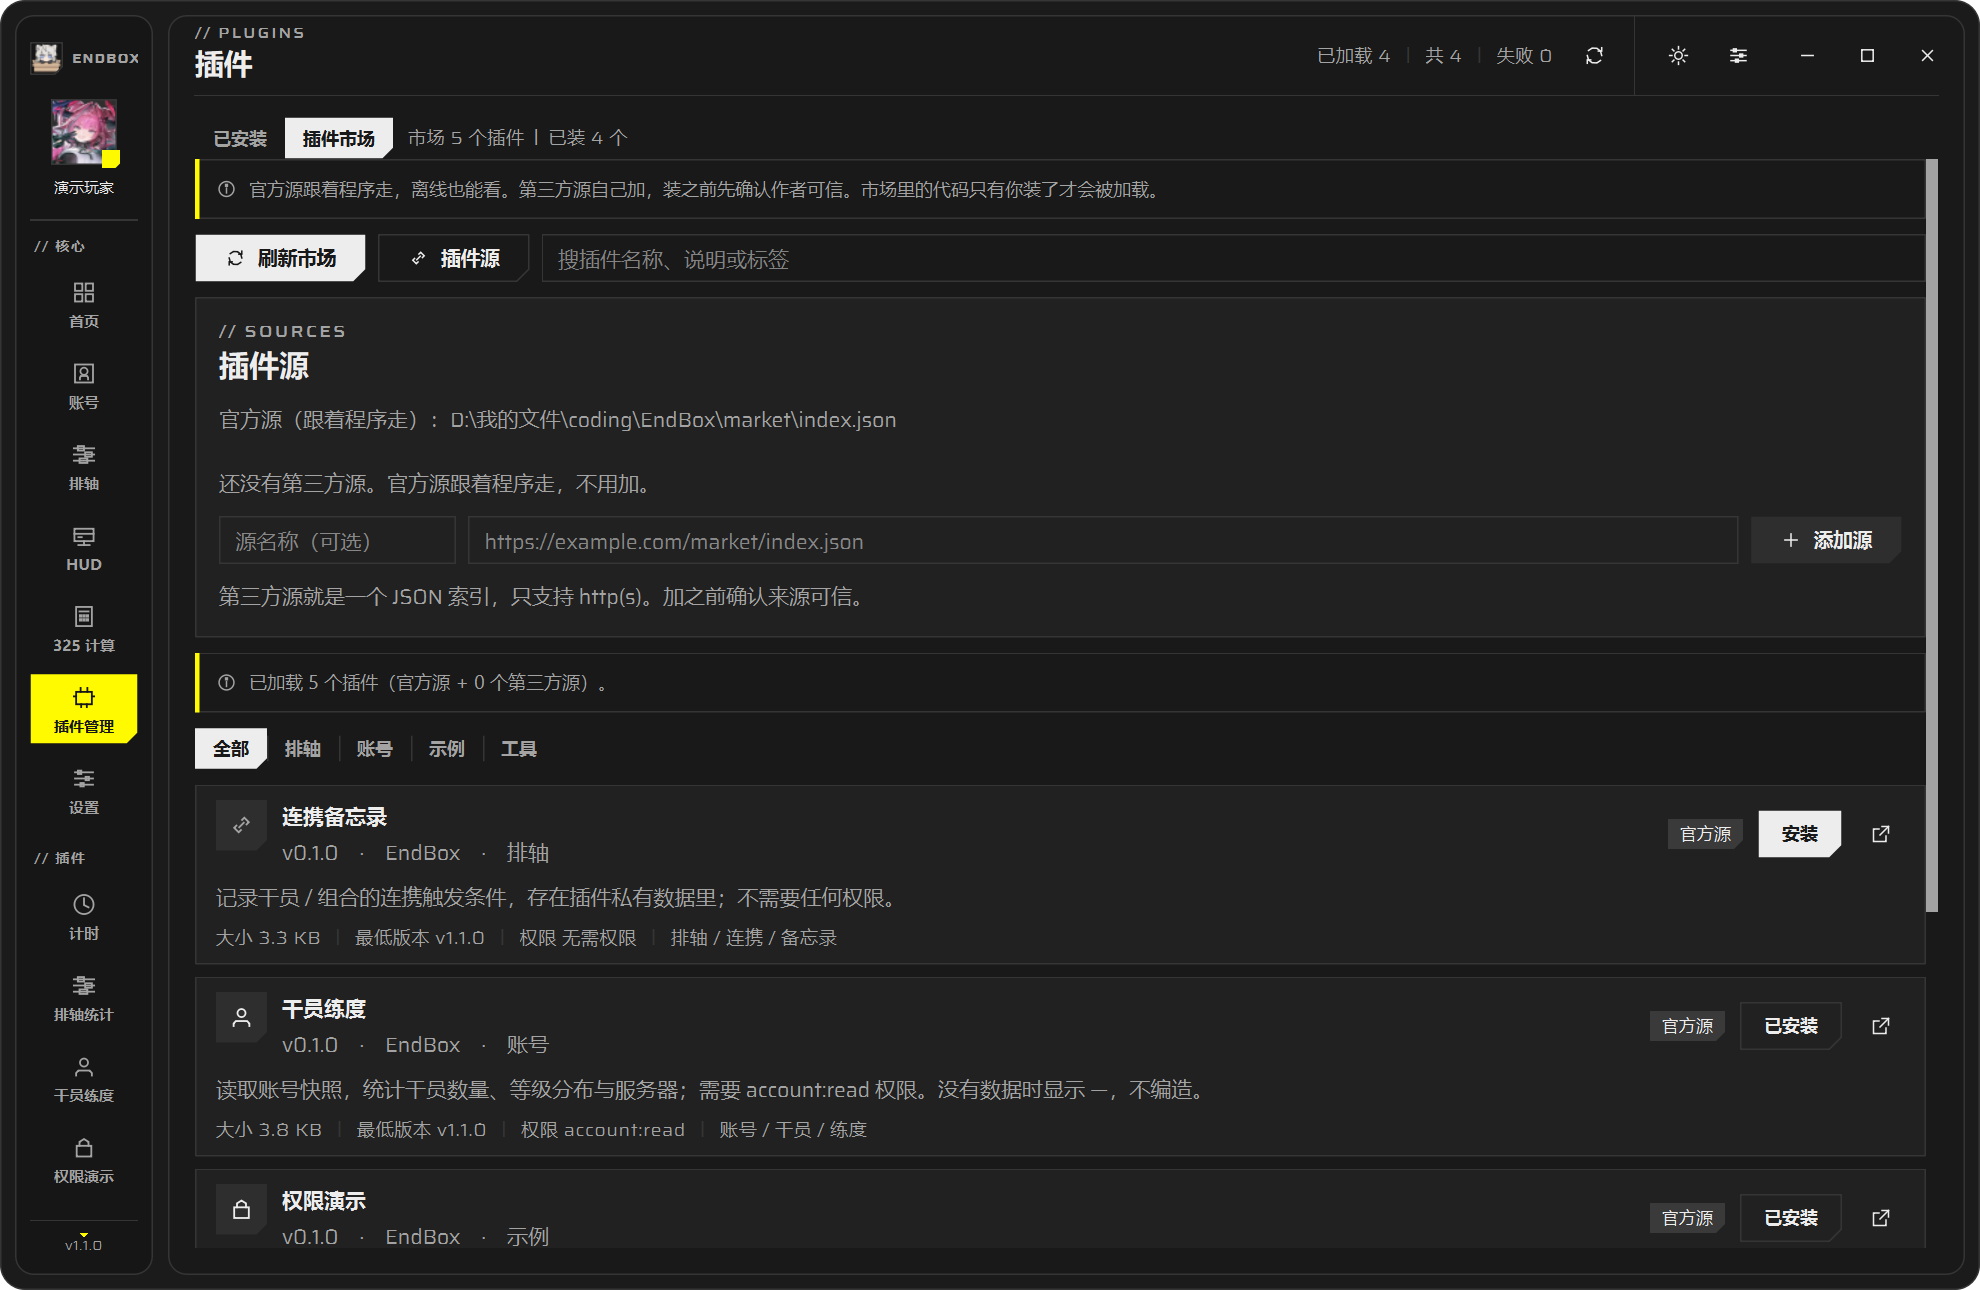 ENDBOX
演示玩家
// 核心
首页
账号
排轴
HUD
325 计算
插件管理
设置
// 插件
计时
排轴统计
干员练度
权限演示
v1.1.0
// PLUGINS
插件
已加载 4
共 4
失败 0
已安装
插件市场
市场 5 个插件 | 已装 4 个
官方源跟着程序走，离线也能看。第三方源自己加，装之前先确认作者可信。市场里的代码只有你装了才会被加载。
刷新市场
插件源
搜插件名称、说明或标签
// SOURCES
插件源
官方源（跟着程序走）：D:\我的文件\coding\EndBox\market\index.json
还没有第三方源。官方源跟着程序走，不用加。
源名称（可选）
https://example.com/market/index.json
添加源
第三方源就是一个 JSON 索引，只支持 http(s)。加之前确认来源可信。
已加载 5 个插件（官方源 + 0 个第三方源）。
全部
排轴
账号
示例
工具
连携备忘录
v0.1.0 · EndBox · 排轴
官方源
安装
记录干员 / 组合的连携触发条件，存在插件私有数据里；不需要任何权限。
大小 3.3 KB
最低版本 v1.1.0
权限 无需权限
排轴 / 连携 / 备忘录
干员练度
v0.1.0 · EndBox · 账号
官方源
已安装
读取账号快照，统计干员数量、等级分布与服务器；需要 account:read 权限。没有数据时显示 —，不编造。
大小 3.8 KB
最低版本 v1.1.0
权限 account:read
账号 / 干员 / 练度
权限演示
v0.1.0 · EndBox · 示例
官方源
已安装